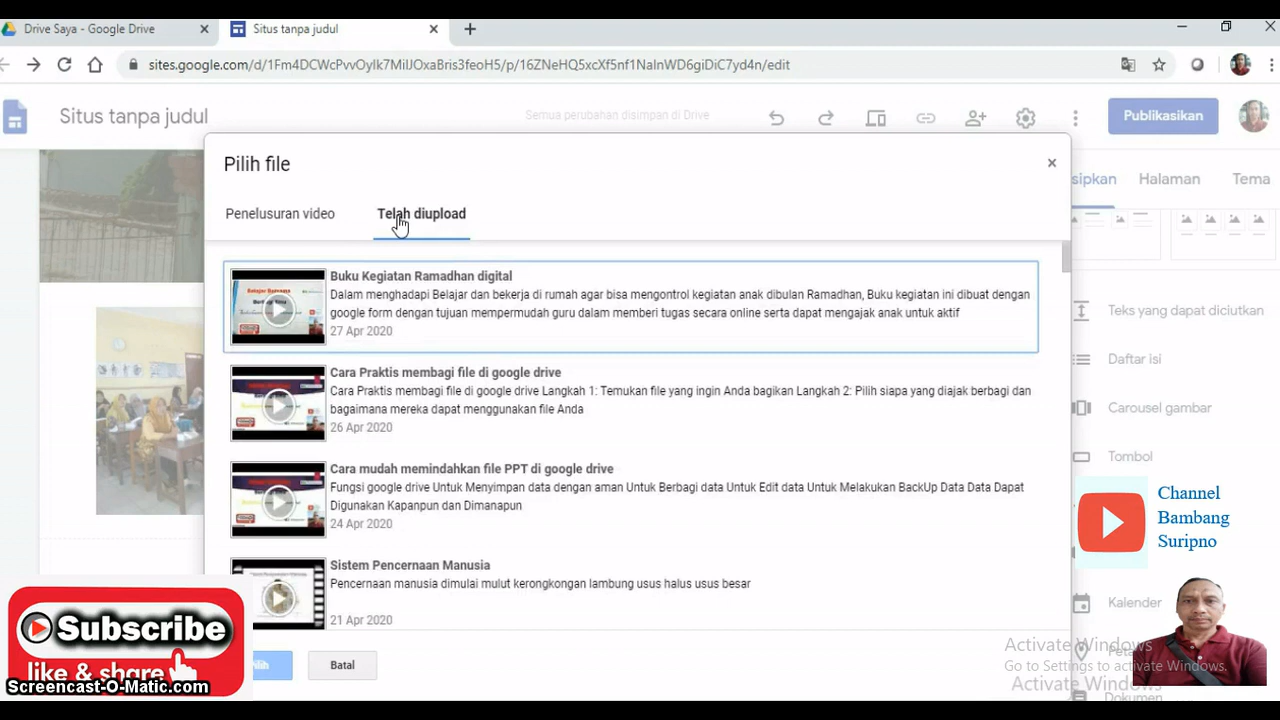 Drive Saya - Google Drive
Situs tanpa judul
sites.google.com/d/1Fm4DCWcPvvOyIk7MiIJOxaBris3feoH5/p/16ZNeHQ5xcXf5nf1NaInWD6giDiC7yd4n/edit
Situs tanpa judul
Semua perubahan disimpan di Drive
Publikasikan
Pilih file
sipkan
Halaman
Tema
Penelusuran video
Telah diupload
Buku Kegiatan Ramadhan digital
Dalam menghadapi Belajar dan bekerja di rumah agar bisa mengontrol kegiatan anak dibulan Ramadhan, Buku kegiatan ini dibuat dengan
google form dengan tujuan mempermudah guru dalam memberi tugas secara online serta dapat mengajak anak untuk aktif
27 Apr 2020
Cara Praktis membagi file di google drive
Cara Praktis membagi file di google drive Langkah 1: Temukan file yang ingin Anda bagikan Langkah 2: Pilih siapa yang diajak berbagi dan
bagaimana mereka dapat menggunakan file Anda
26 Apr 2020
Cara mudah memindahkan file PPT di google drive
Fungsi google drive Untuk Menyimpan data dengan aman Untuk Berbagi data Untuk Edit data Untuk Melakukan BackUp Data Data Dapat
Digunakan Kapanpun dan Dimanapun
24 Apr 2020
Sistem Pencernaan Manusia
Pencernaan manusia dimulai mulut kerongkongan lambung usus halus usus besar
21 Apr 2020
Batal
Teks yang dapat diciutkan
Daftar isi
Carousel gambar
Tombol
Channel
Bambang
Suripno
Kalender
Dokumen
Activate Windows
Go to Settings to activate Windows.
Activate Windows
Subscribe
like & share
Screencast-O-Matic.com